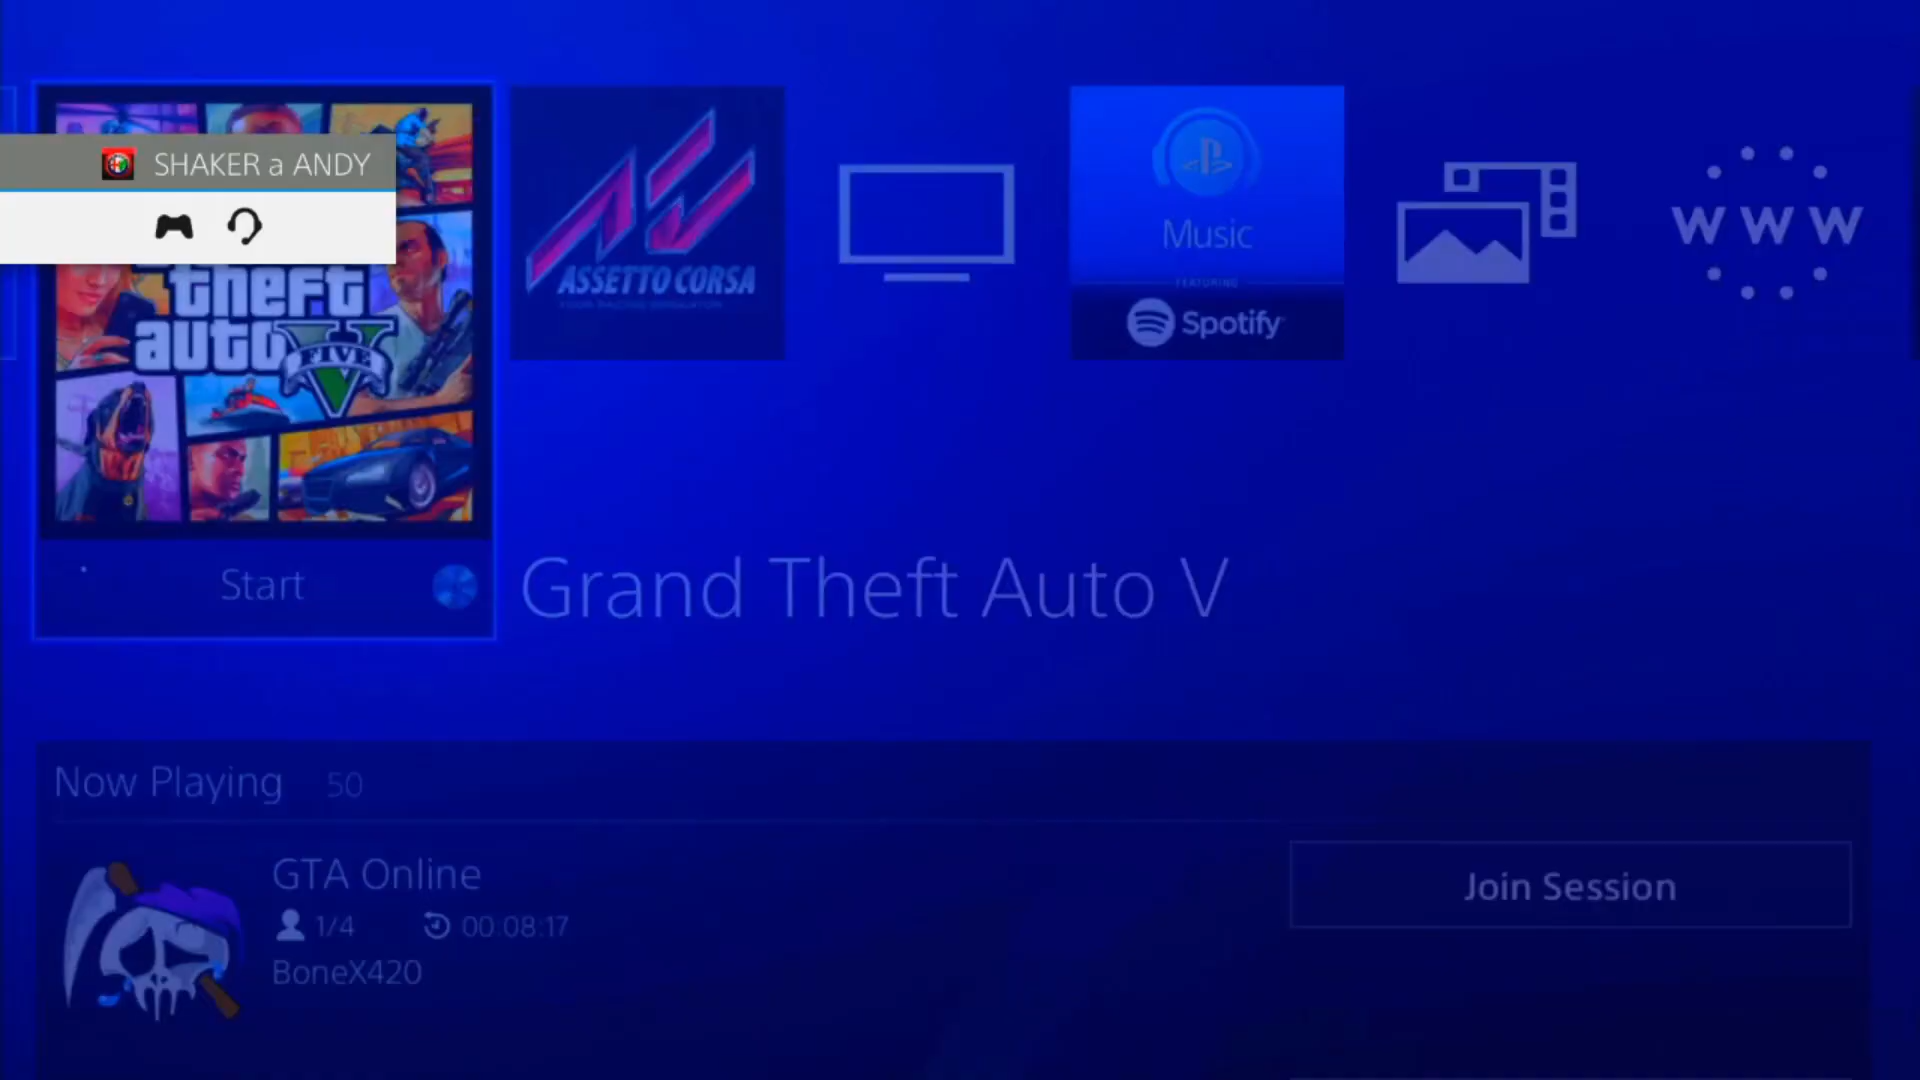 SHAKER a ANDY
theft
auto
FIVE
V
ASSETTO CORSA
Music
FEATURING
Spotify
WWW
Start
Grand Theft Auto V
Now Playing 50
GTA Online
1/4 00:08:17
BoneX420
Join Session